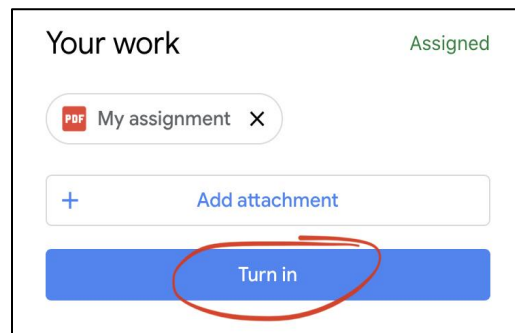 Your work Assigned
PDF My assignment X
+ Add attachment
Turn in